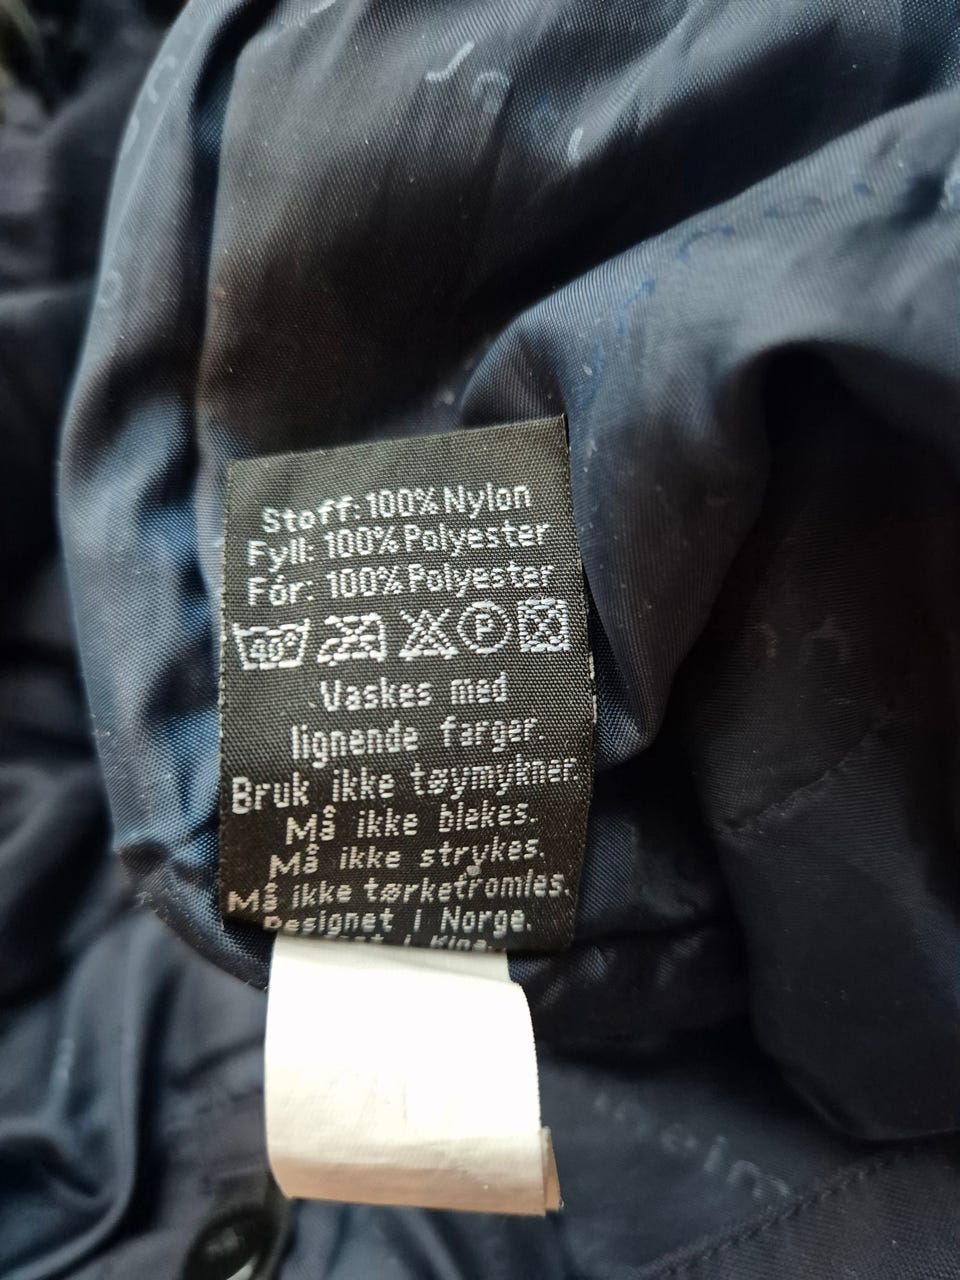 Stoff: 100% Nylon
Fyll: 100% Polyester
Fór: 100% Polyester
40° P
Vaskes med
lignende farger.
Bruk ikke tøymykner.
Må ikke blekes.
Må ikke strykes.
Må ikke tørketromles.
Designet i Norge.
i Kina.